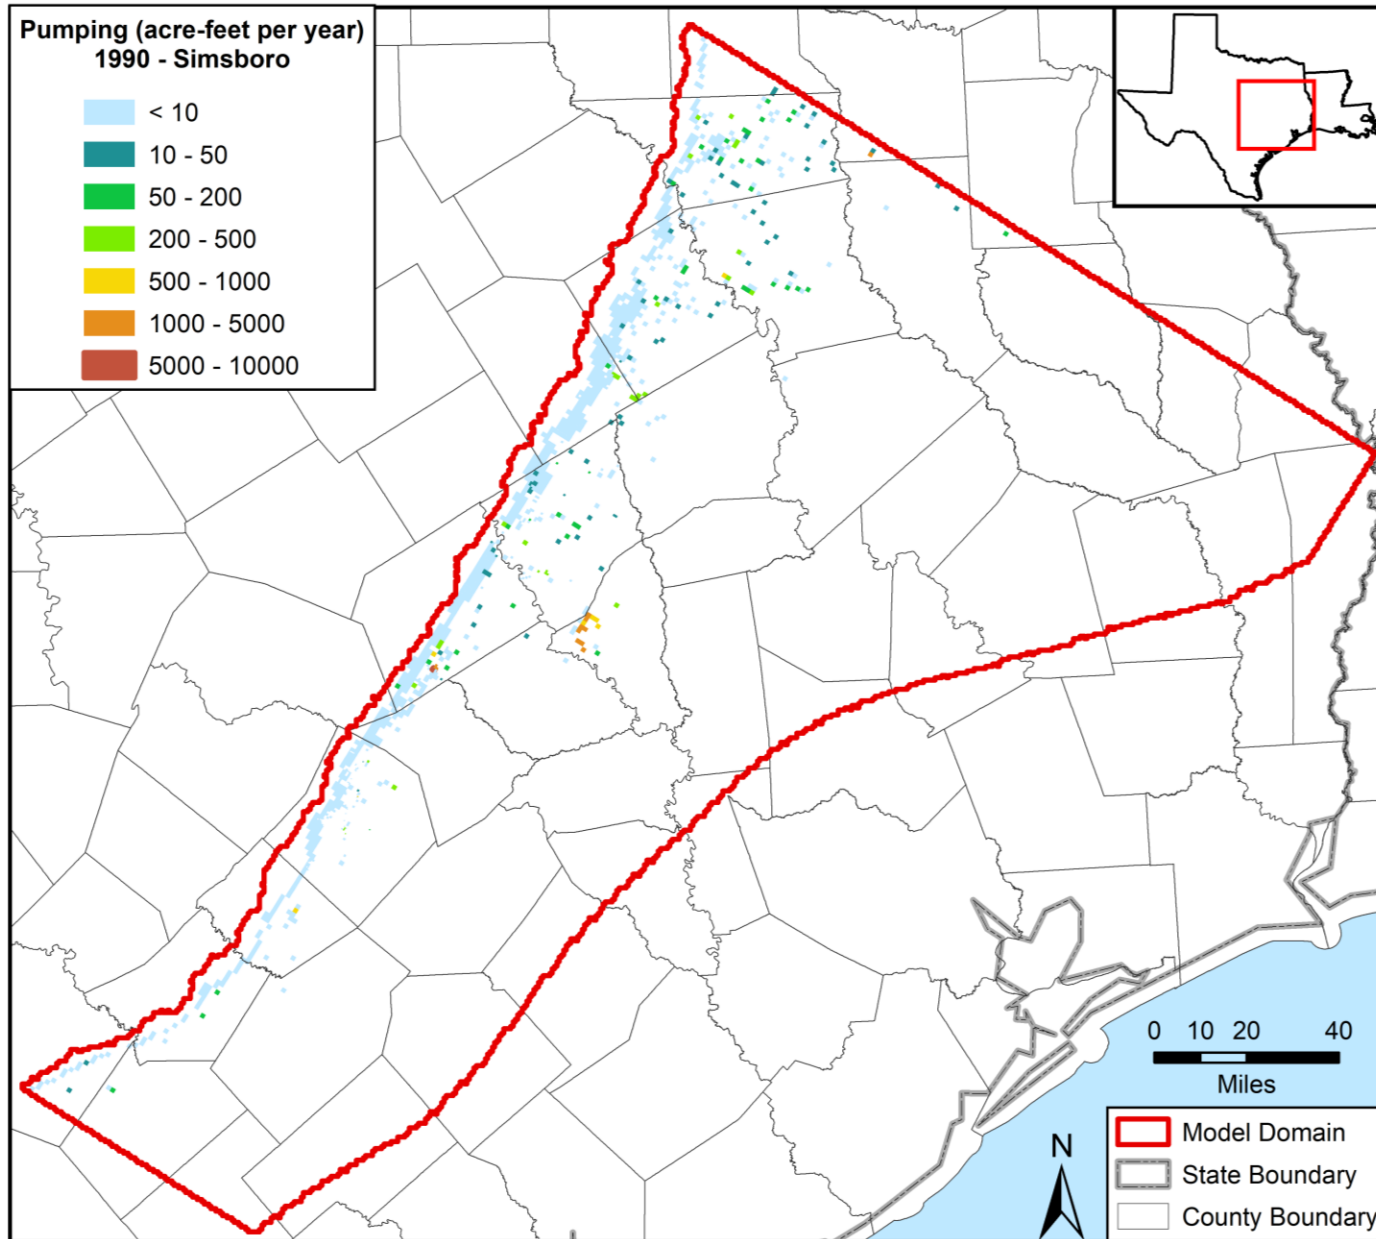 Pumping (acre-feet per year)
1990 - Simsboro
< 10
10 - 50
50 - 200
200 - 500
500 - 1000
1000 - 5000
5000 - 10000
0 10 20 40
Miles
N
Model Domain
State Boundary
County Boundary